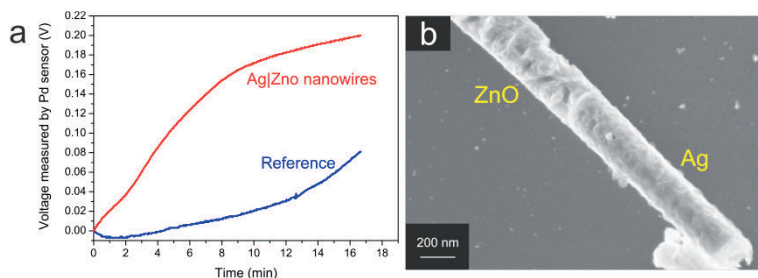 a
Voltage measured by Pd sensor (V)
0.22
0.20
0.18
0.16
0.14
0.12
0.10
0.08
0.06
0.04
0.02
0.00
Ag|Zno nanowires
Reference
0 2 4 6 8 10 12 14 16 18
Time (min)
b
ZnO
Ag
200 nm